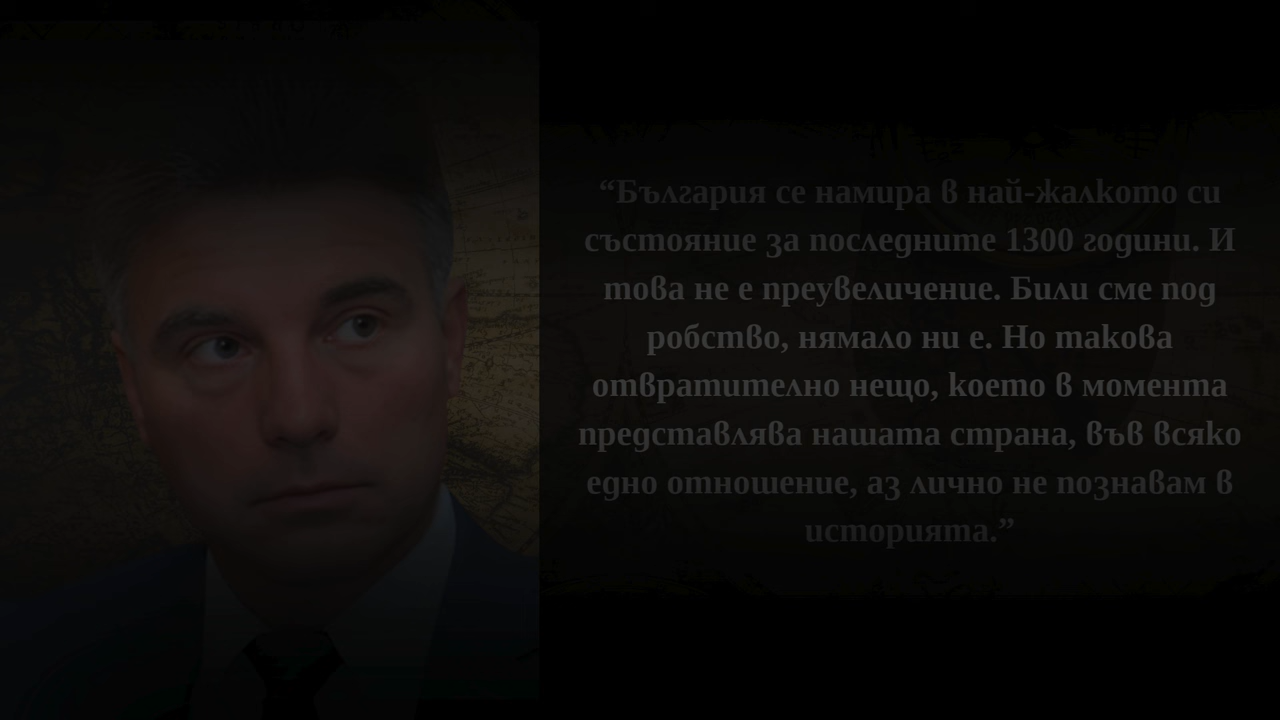 “България се намира в най-жалкото си
състояние за последните 1300 години. И
това не е преувеличение. Били сме под
робство, нямало ни е. Но такова
отвратително нещо, което в момента
представлява нашата страна, във всяко
едно отношение, аз лично не познавам в
историята.”